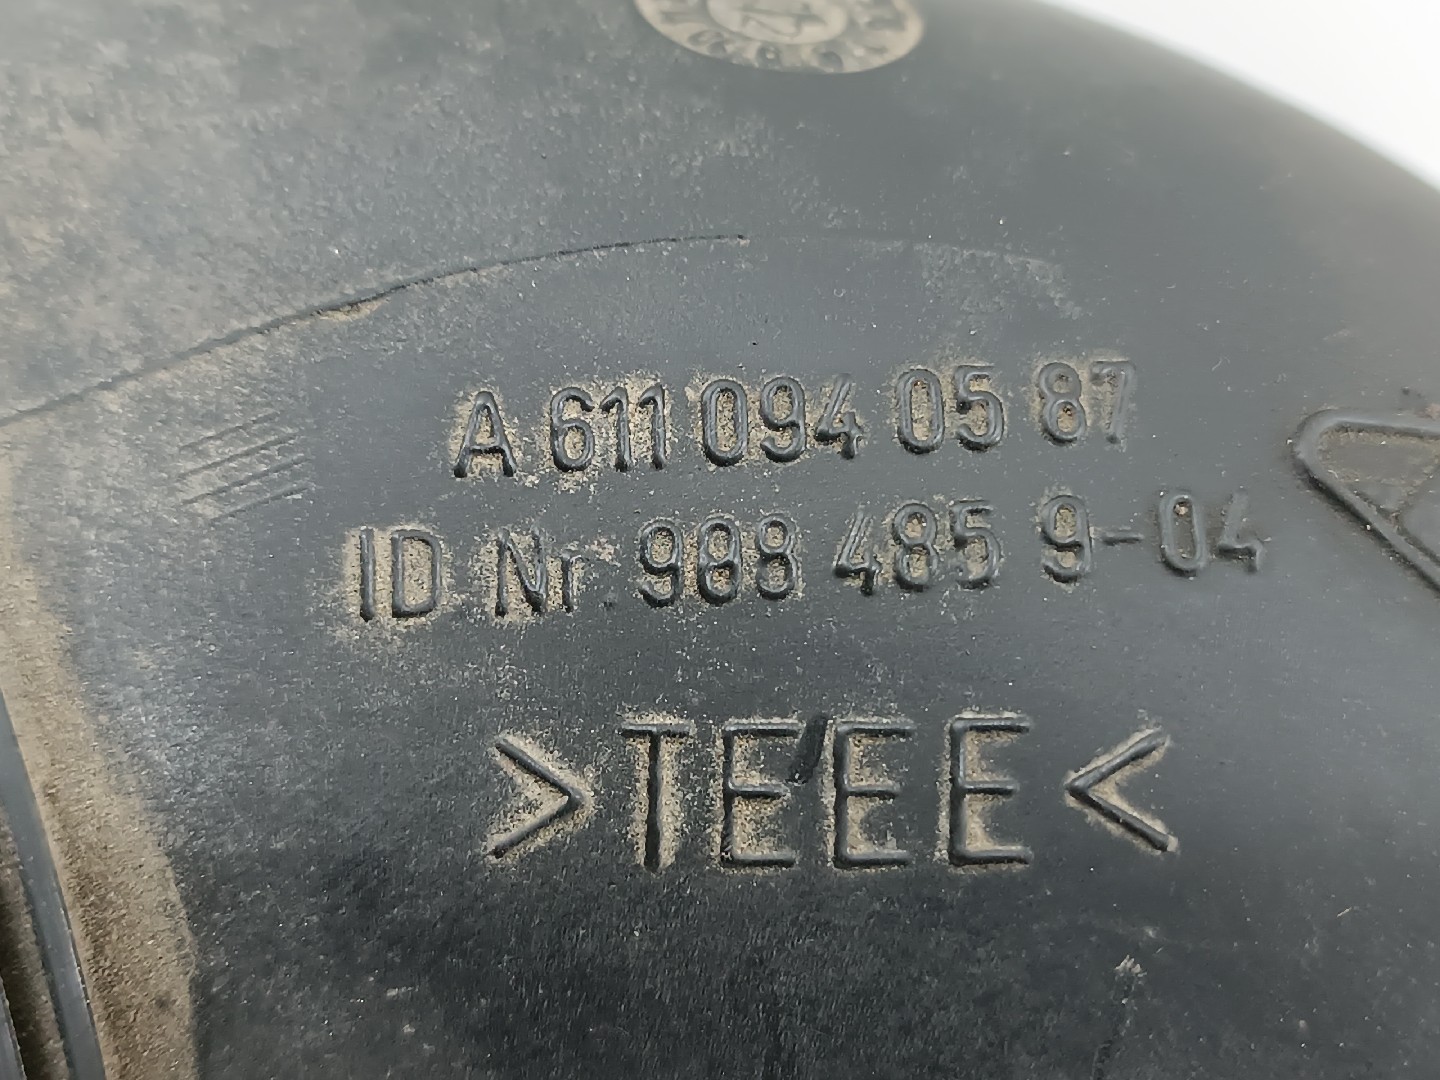 A 611 094 05 87
ID Nr 988 485 9-04
>TEEE<